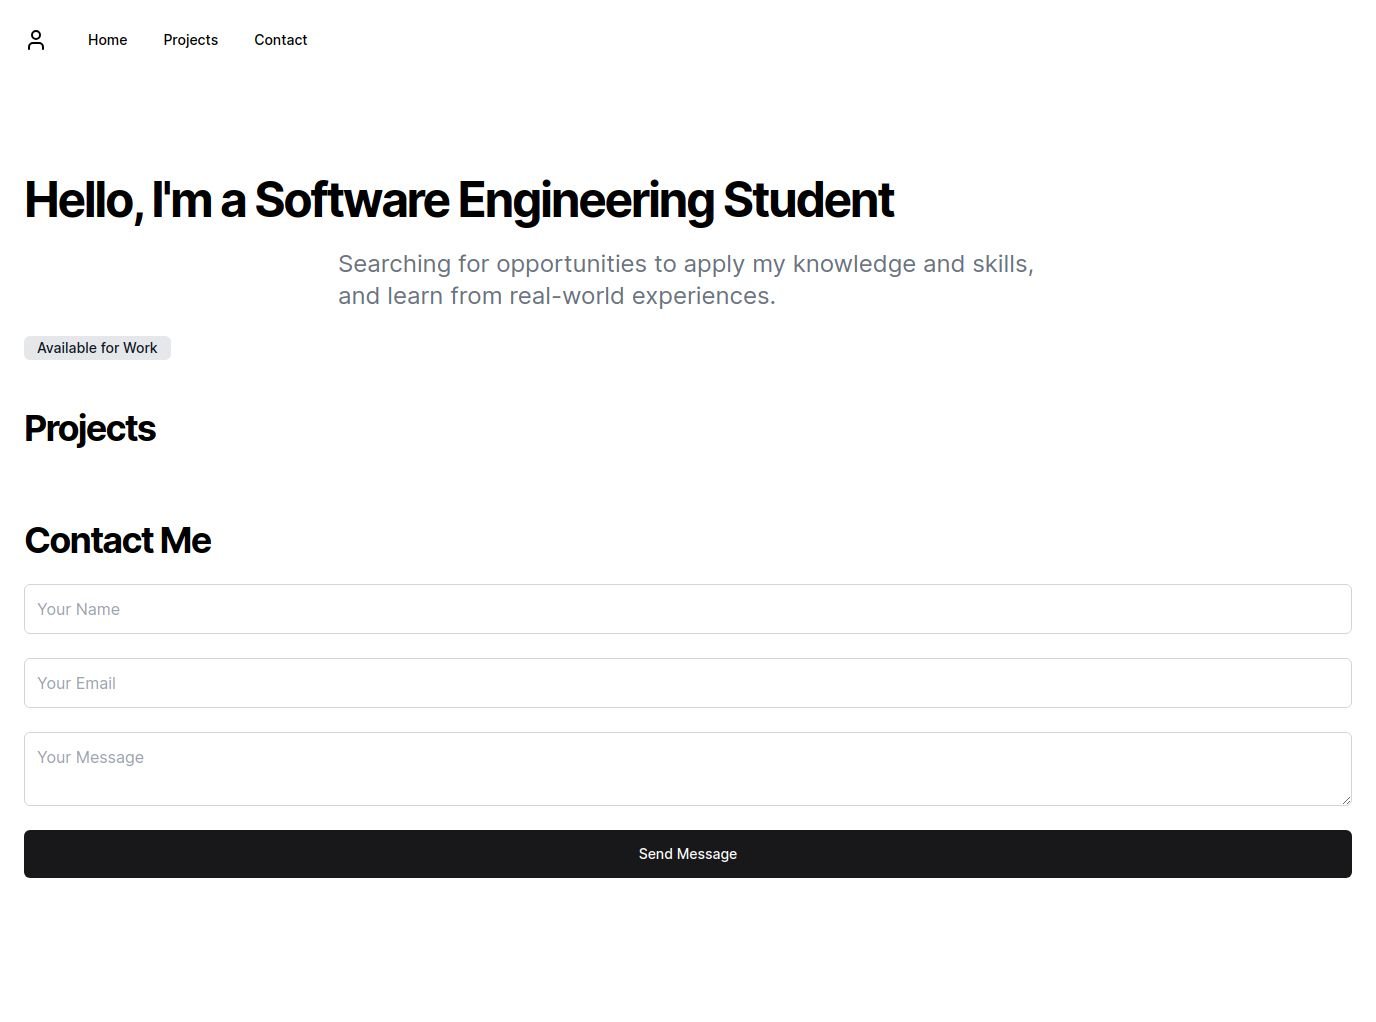 Home
Projects
Contact
Hello, I'm a Software Engineering Student
Searching for opportunities to apply my knowledge and skills,
and learn from real-world experiences.
Available for Work
Projects
Contact Me
Your Name
Your Email
Your Message
Send Message